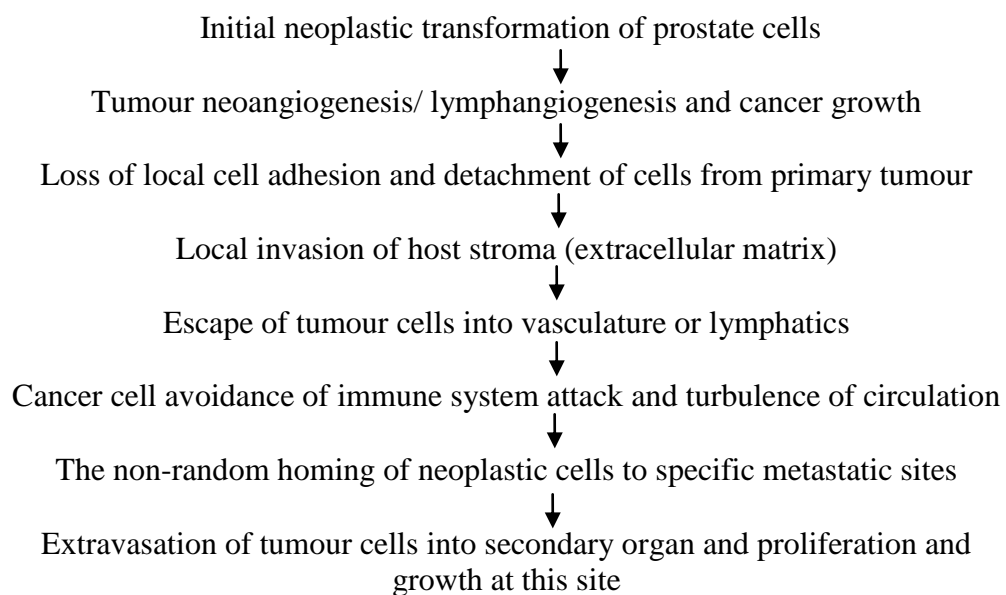 Initial neoplastic transformation of prostate cells
Tumour neoangiogenesis/ lymphangiogenesis and cancer growth
Loss of local cell adhesion and detachment of cells from primary tumour
Local invasion of host stroma (extracellular matrix)
Escape of tumour cells into vasculature or lymphatics
Cancer cell avoidance of immune system attack and turbulence of circulation
The non-random homing of neoplastic cells to specific metastatic sites
Extravasation of tumour cells into secondary organ and proliferation and
growth at this site